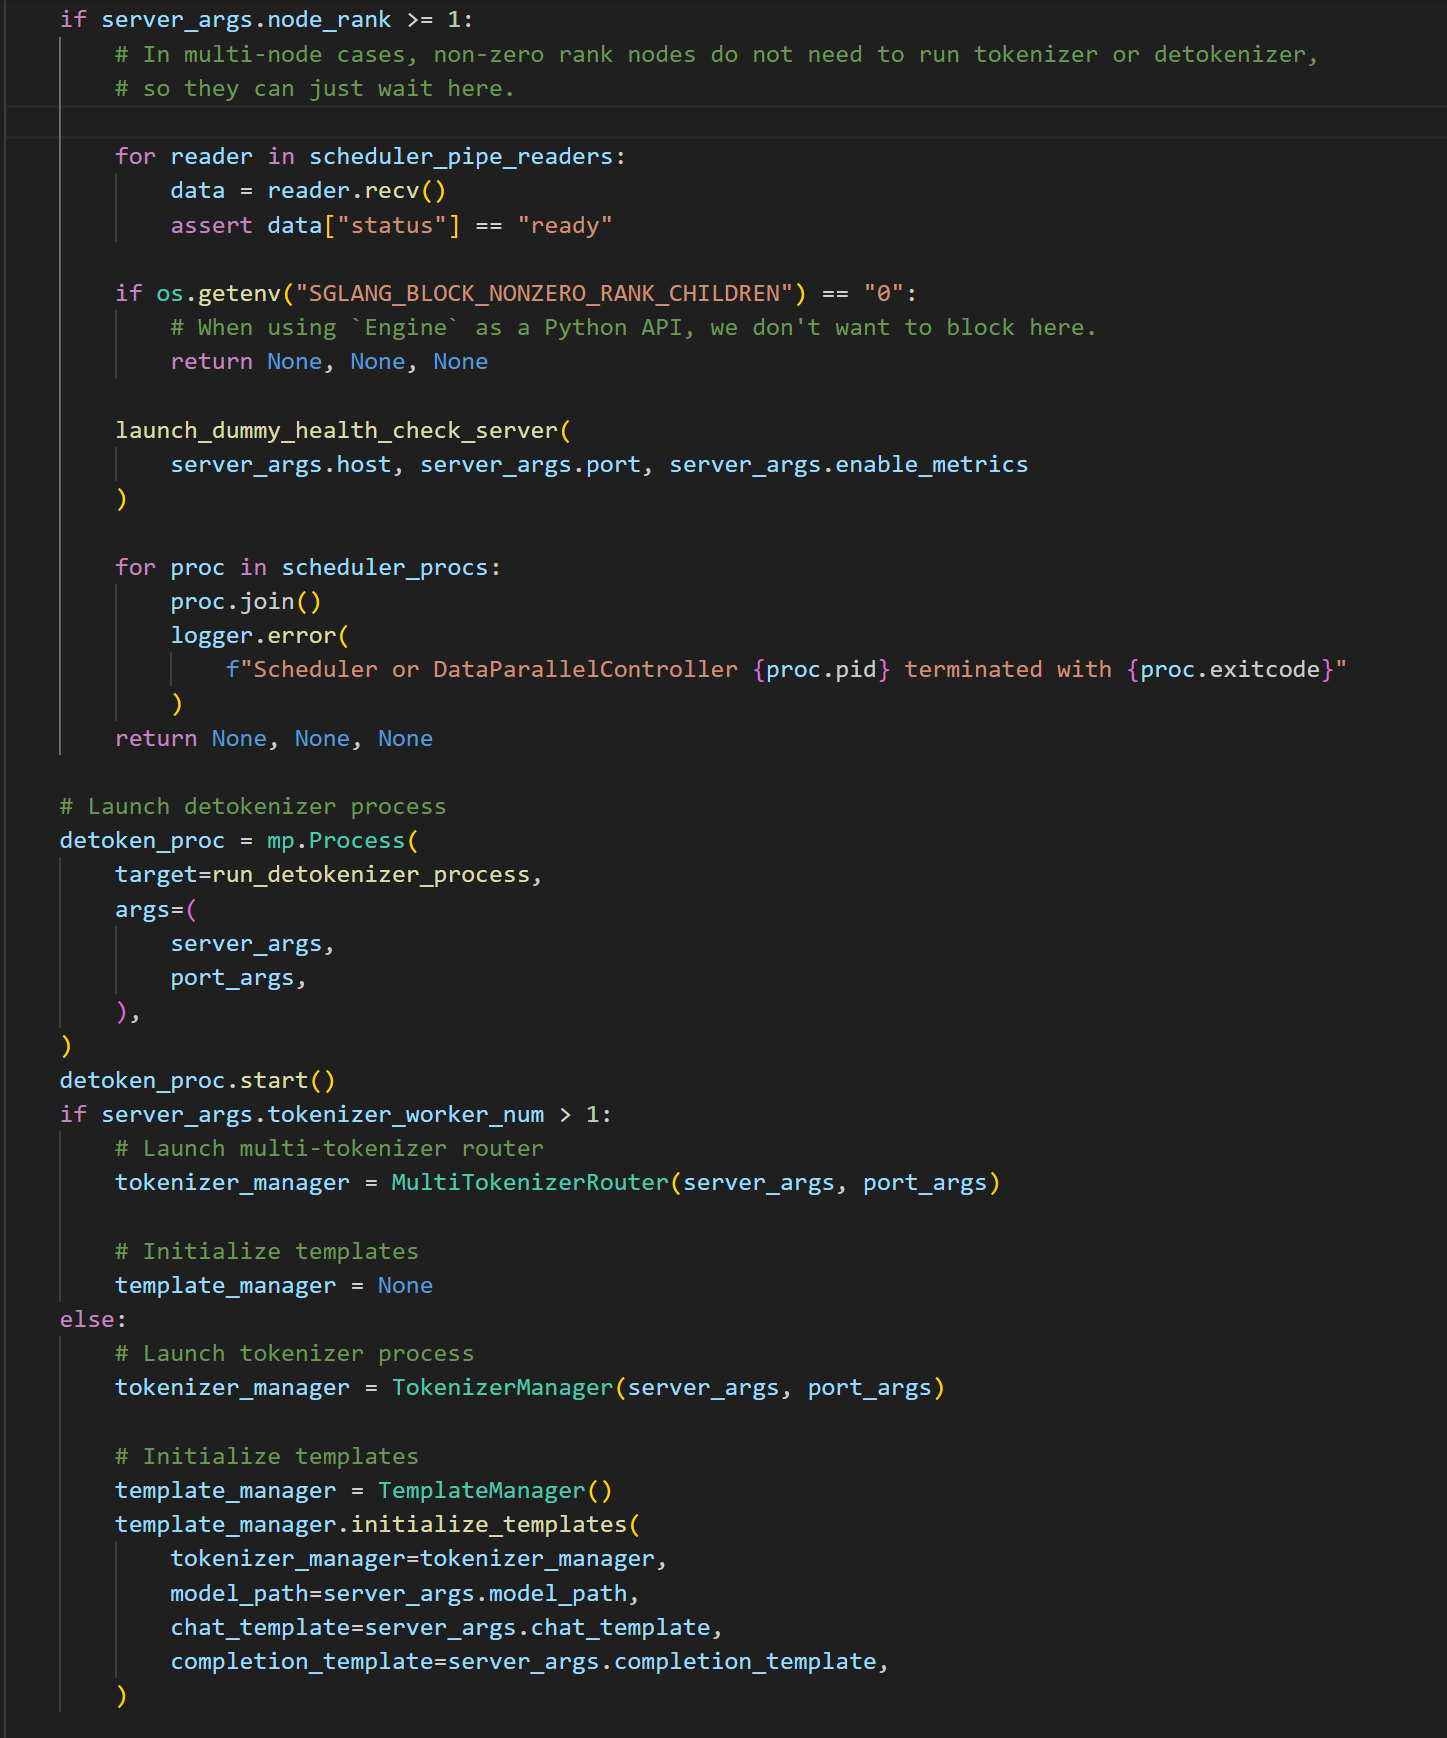 if server_args.node_rank >= 1:
# In multi-node cases, non-zero rank nodes do not need to run tokenizer or detokenizer,
# so they can just wait here.
for reader in scheduler_pipe_readers:
data = reader.recv()
assert data["status"] == "ready"
if os.getenv("SGLANG_BLOCK_NONZERO_RANK_CHILDREN") == "0":
# When using `Engine` as a Python API, we don't want to block here.
return None, None, None
launch_dummy_health_check_server(
server_args.host, server_args.port, server_args.enable_metrics
)
for proc in scheduler_procs:
proc.join()
logger.error(
f"Scheduler or DataParallelController {proc.pid} terminated with {proc.exitcode}"
)
return None, None, None
# Launch detokenizer process
detoken_proc = mp.Process(
target=run_detokenizer_process,
args=(
server_args,
port_args,
),
)
detoken_proc.start()
if server_args.tokenizer_worker_num > 1:
# Launch multi-tokenizer router
tokenizer_manager = MultiTokenizerRouter(server_args, port_args)
# Initialize templates
template_manager = None
else:
# Launch tokenizer process
tokenizer_manager = TokenizerManager(server_args, port_args)
# Initialize templates
template_manager = TemplateManager()
template_manager.initialize_templates(
tokenizer_manager=tokenizer_manager,
model_path=server_args.model_path,
chat_template=server_args.chat_template,
completion_template=server_args.completion_template,
)